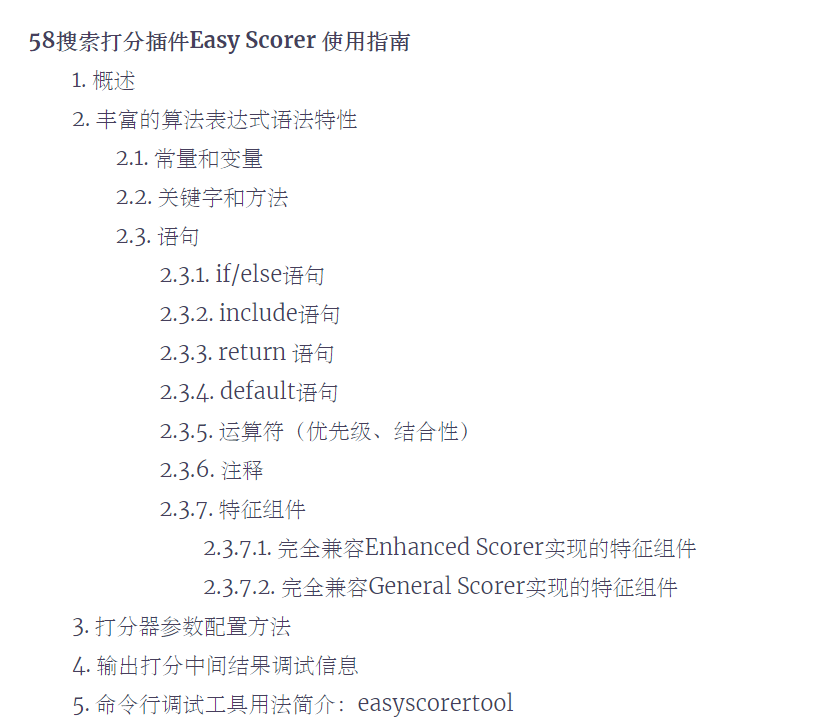 58搜索打分插件Easy Scorer 使用指南
1. 概述
2. 丰富的算法表达式语法特性
2.1. 常量和变量
2.2. 关键字和方法
2.3. 语句
2.3.1. if/else语句
2.3.2. include语句
2.3.3. return 语句
2.3.4. default语句
2.3.5. 运算符（优先级、结合性）
2.3.6. 注释
2.3.7. 特征组件
2.3.7.1. 完全兼容Enhanced Scorer实现的特征组件
2.3.7.2. 完全兼容General Scorer实现的特征组件
3. 打分器参数配置方法
4. 输出打分中间结果调试信息
5. 命令行调试工具用法简介：easyscorertool